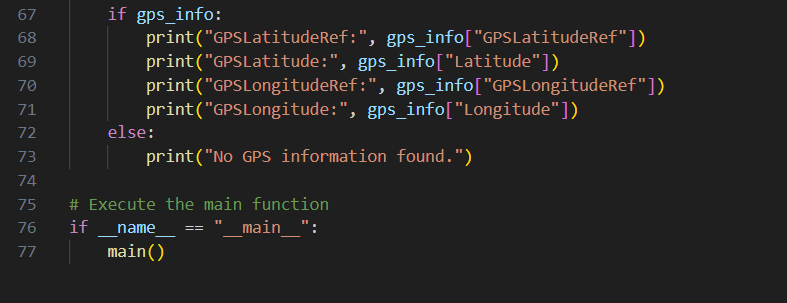 67 if gps_info:
68 print("GPSLatitudeRef:", gps_info["GPSLatitudeRef"])
69 print("GPSLatitude:", gps_info["Latitude"])
70 print("GPSLongitudeRef:", gps_info["GPSLongitudeRef"])
71 print("GPSLongitude:", gps_info["Longitude"])
72 else:
73 print("No GPS information found.")
74
75 # Execute the main function
76 if __name__ == "__main__":
77 main()